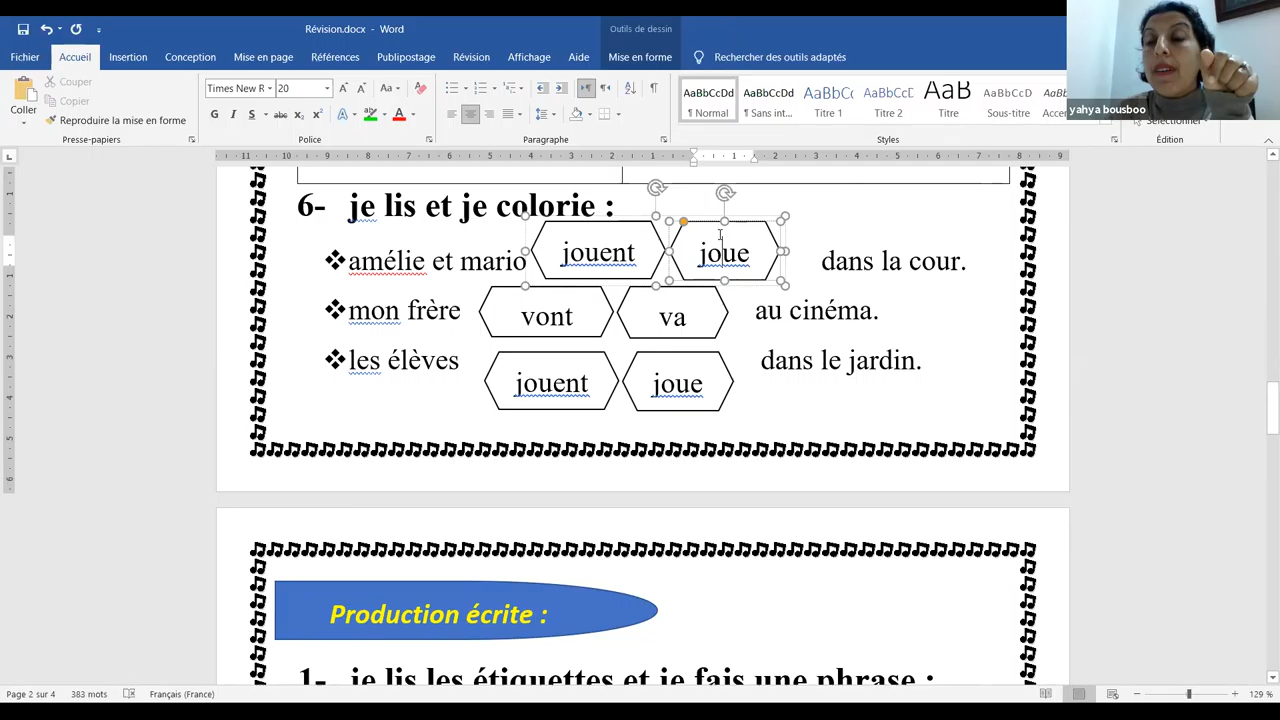 Révision.docx - Word
Outils de dessin
Fichier Accueil Insertion Conception Mise en page Références Publipostage Révision Affichage Aide Mise en forme Rechercher des outils adaptés
Coller
Couper
Copier
Reproduire la mise en forme
Presse-papiers
Times New R 20
Police
Paragraphe
AaBbCcDd AaBbCcDd AaBbCc AaBbCcD AaB AaBbCcD
¶ Normal ¶ Sans int... Titre 1 Titre 2 Titre Sous-titre
Styles
Édition
yahya bousboo
6- je lis et je colorie :
❖amélie et mario jouent joue dans la cour.
❖mon frère vont va au cinéma.
❖les élèves jouent joue dans le jardin.
Production écrite :
1- je lis les étiquettes et je fais une phrase :
Page 2 sur 4 383 mots Français (France) 129 %